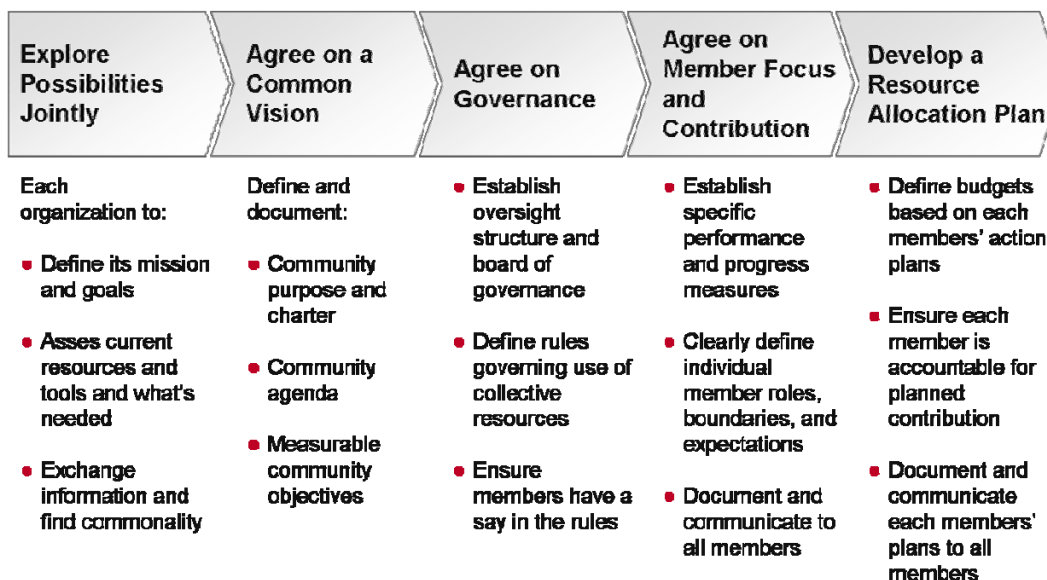 Explore
Possibilities
Jointly
Agree on a
Common
Vision
Agree on
Governance
Agree on
Member Focus
and
Contribution
Develop a
Resource
Allocation Plan
Each
organization to:
• Define its mission
and goals
• Asses current
resources and
tools and what's
needed
• Exchange
information and
find commonality
Define and
document:
• Community
purpose and
charter
• Community
agenda
• Measurable
community
objectives
• Establish
oversight
structure and
board of
governance
• Define rules
governing use of
collective
resources
• Ensure
members have a
say in the rules
• Establish
specific
performance
and progress
measures
• Clearly define
individual
member roles,
boundaries, and
expectations
• Document and
communicate to
all members
• Define budgets
based on each
members' action
plans
• Ensure each
member is
accountable for
planned
contribution
• Document and
communicate
each members'
plans to all
members